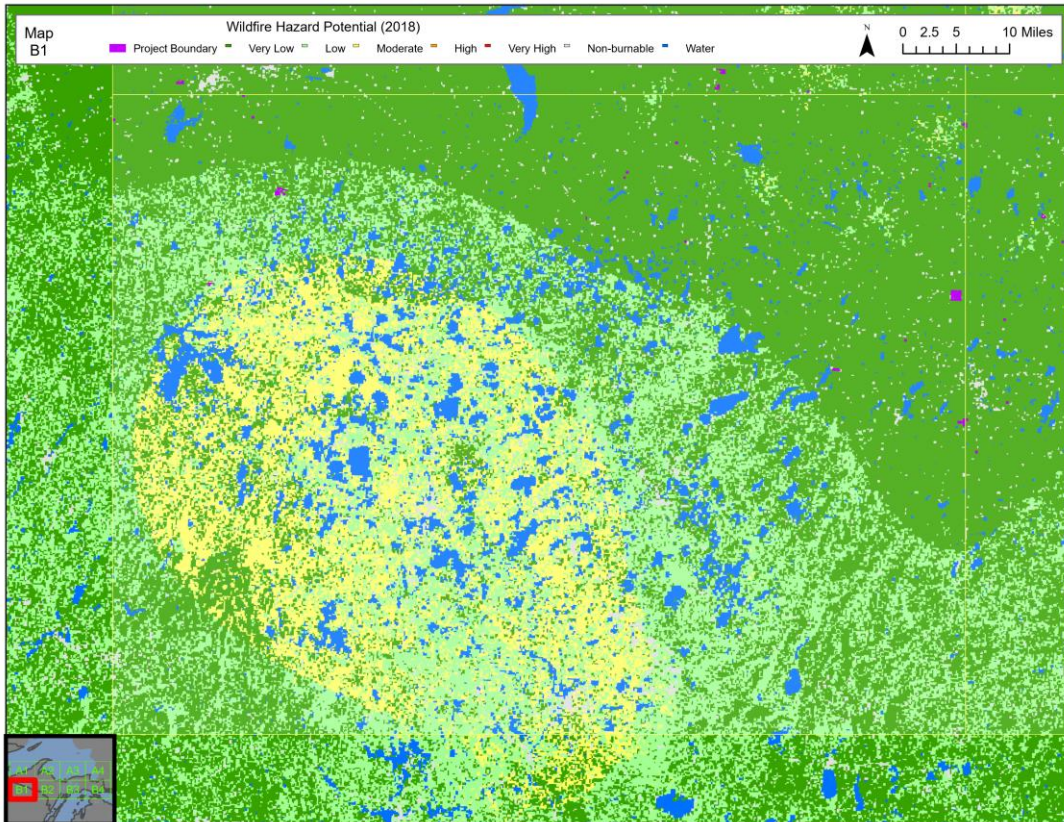 Map
B1
Wildfire Hazard Potential (2018)
Project Boundary Very Low Low Moderate High Very High Non-burnable Water
N
0 2.5 5 10 Miles
A1 A2 A3 A4
B1 B2 B3 B4